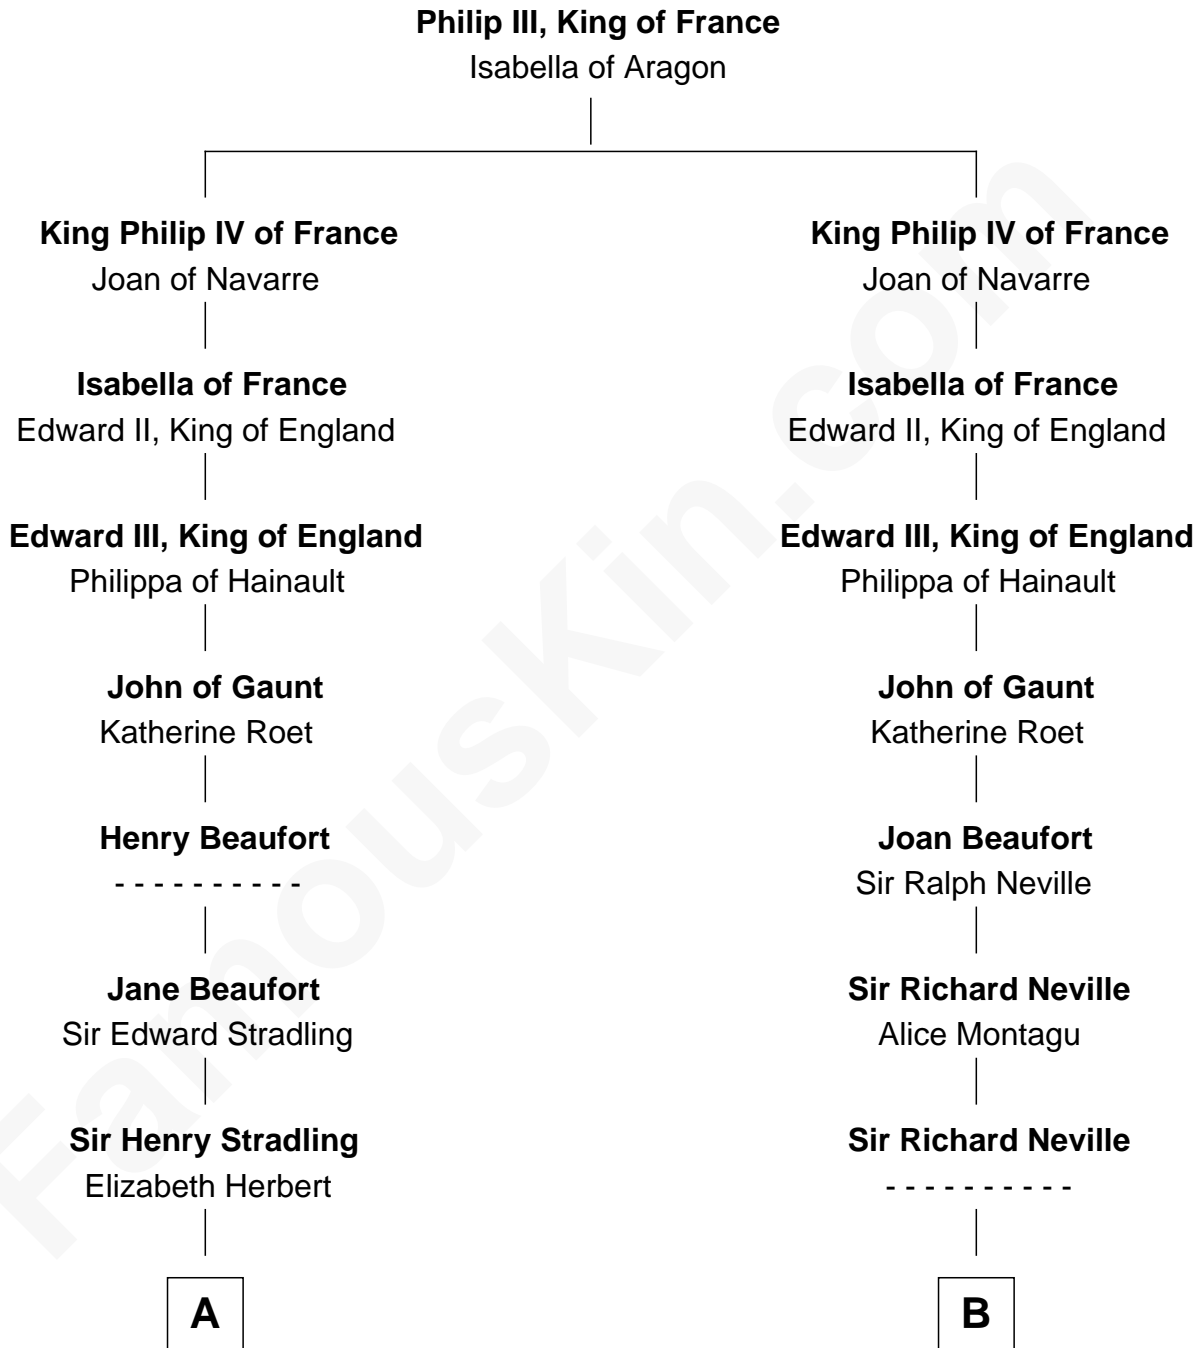 Philip III, King of France
Isabella of Aragon
King Philip IV of France
Joan of Navarre
King Philip IV of France
Joan of Navarre
Isabella of France
Edward II, King of England
Isabella of France
Edward II, King of England
Edward III, King of England
Philippa of Hainault
Edward III, King of England
Philippa of Hainault
John of Gaunt
Katherine Roet
John of Gaunt
Katherine Roet
Henry Beaufort
- - - - - - - - - -
Joan Beaufort
Sir Ralph Neville
Jane Beaufort
Sir Edward Stradling
Sir Richard Neville
Alice Montagu
Sir Henry Stradling
Elizabeth Herbert
Sir Richard Neville
- - - - - - - - - -
A
B
FamousKin.com